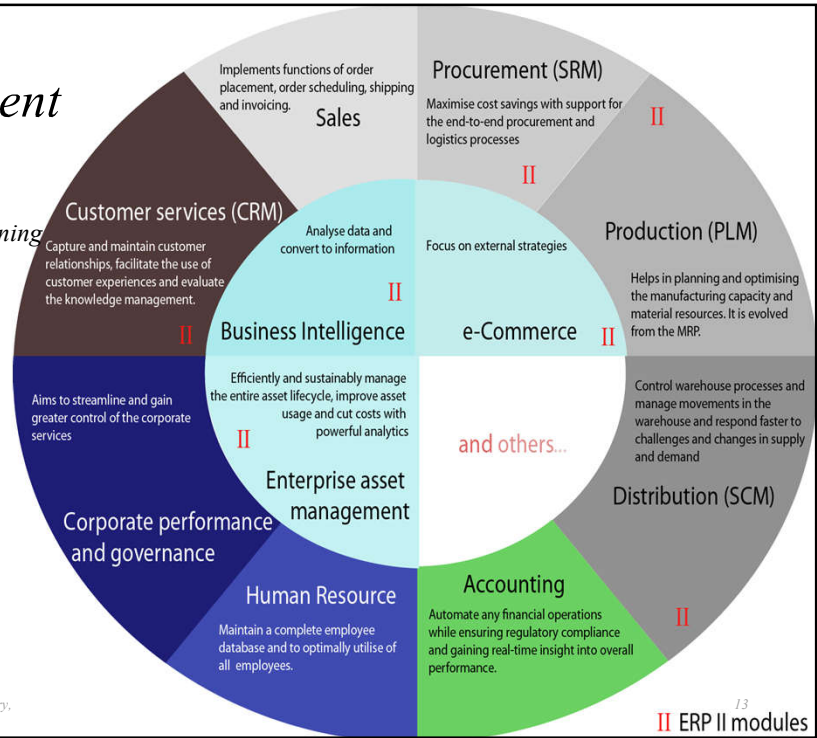 ent
ning
Implements functions of order
placement, order scheduling, shipping
and invoicing.
Sales
Procurement (SRM)
Maximise cost savings with support for
the end-to-end procurement and
logistics processes
II
II
Production (PLM)
Helps in planning and optimising
the manufacturing capacity and
material resources. It is evolved
from the MRP.
Customer services (CRM)
Capture and maintain customer
relationships, facilitate the use of
customer experiences and evaluate
the knowledge management.
II
Analyse data and
convert to information
II
Business Intelligence
Focus on external strategies
e-Commerce
II
Efficiently and sustainably manage
the entire asset lifecycle, improve asset
usage and cut costs with
powerful analytics
II
Enterprise asset
management
and others...
Control warehouse processes and
manage movements in the
warehouse and respond faster to
challenges and changes in supply
and demand
Distribution (SCM)
II
Aims to streamline and gain
greater control of the corporate
services
Corporate performance
and governance
Human Resource
Maintain a complete employee
database and to optimally utilise of
all employees.
Accounting
Automate any financial operations
while ensuring regulatory compliance
and gaining real-time insight into overall
performance.
ry.
13
II ERP II modules